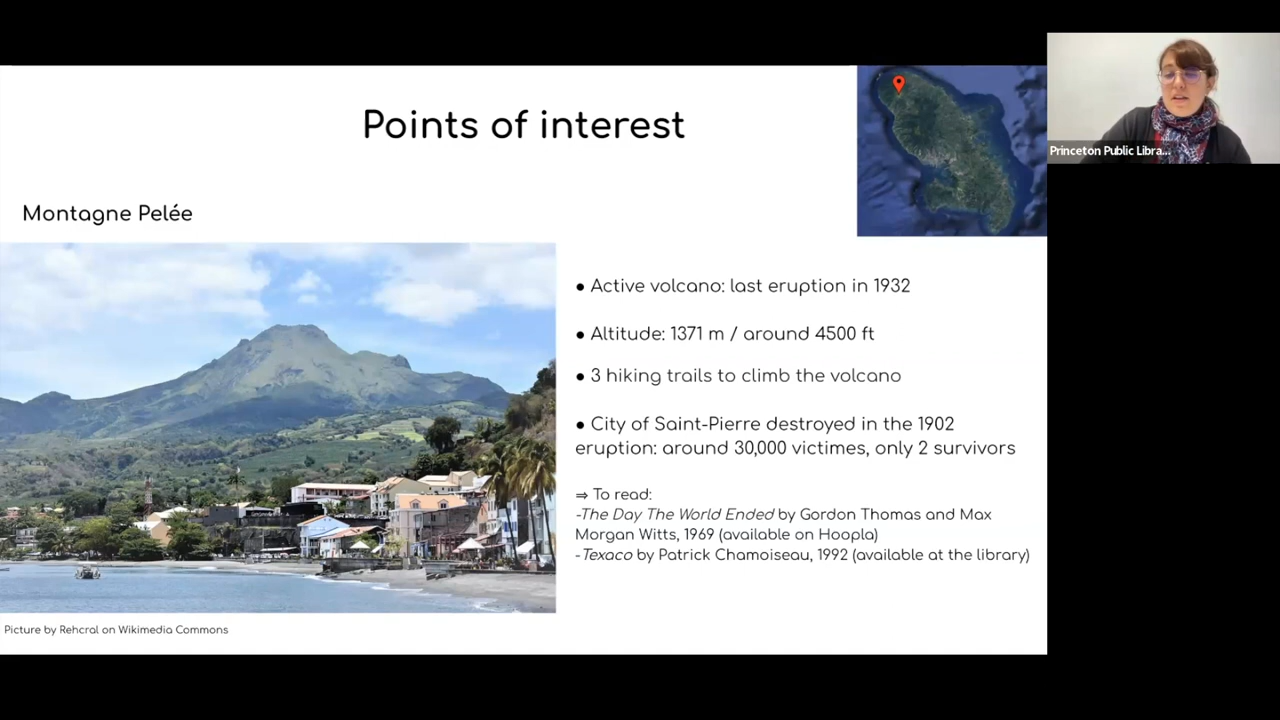 Points of interest
Princeton Public Libra...
Montagne Pelée
● Active volcano: last eruption in 1932
● Altitude: 1371 m / around 4500 ft
● 3 hiking trails to climb the volcano
● City of Saint-Pierre destroyed in the 1902
eruption: around 30,000 victimes, only 2 survivors
⇒ To read:
-The Day The World Ended by Gordon Thomas and Max
Morgan Witts, 1969 (available on Hoopla)
-Texaco by Patrick Chamoiseau, 1992 (available at the library)
Picture by Rehcral on Wikimedia Commons